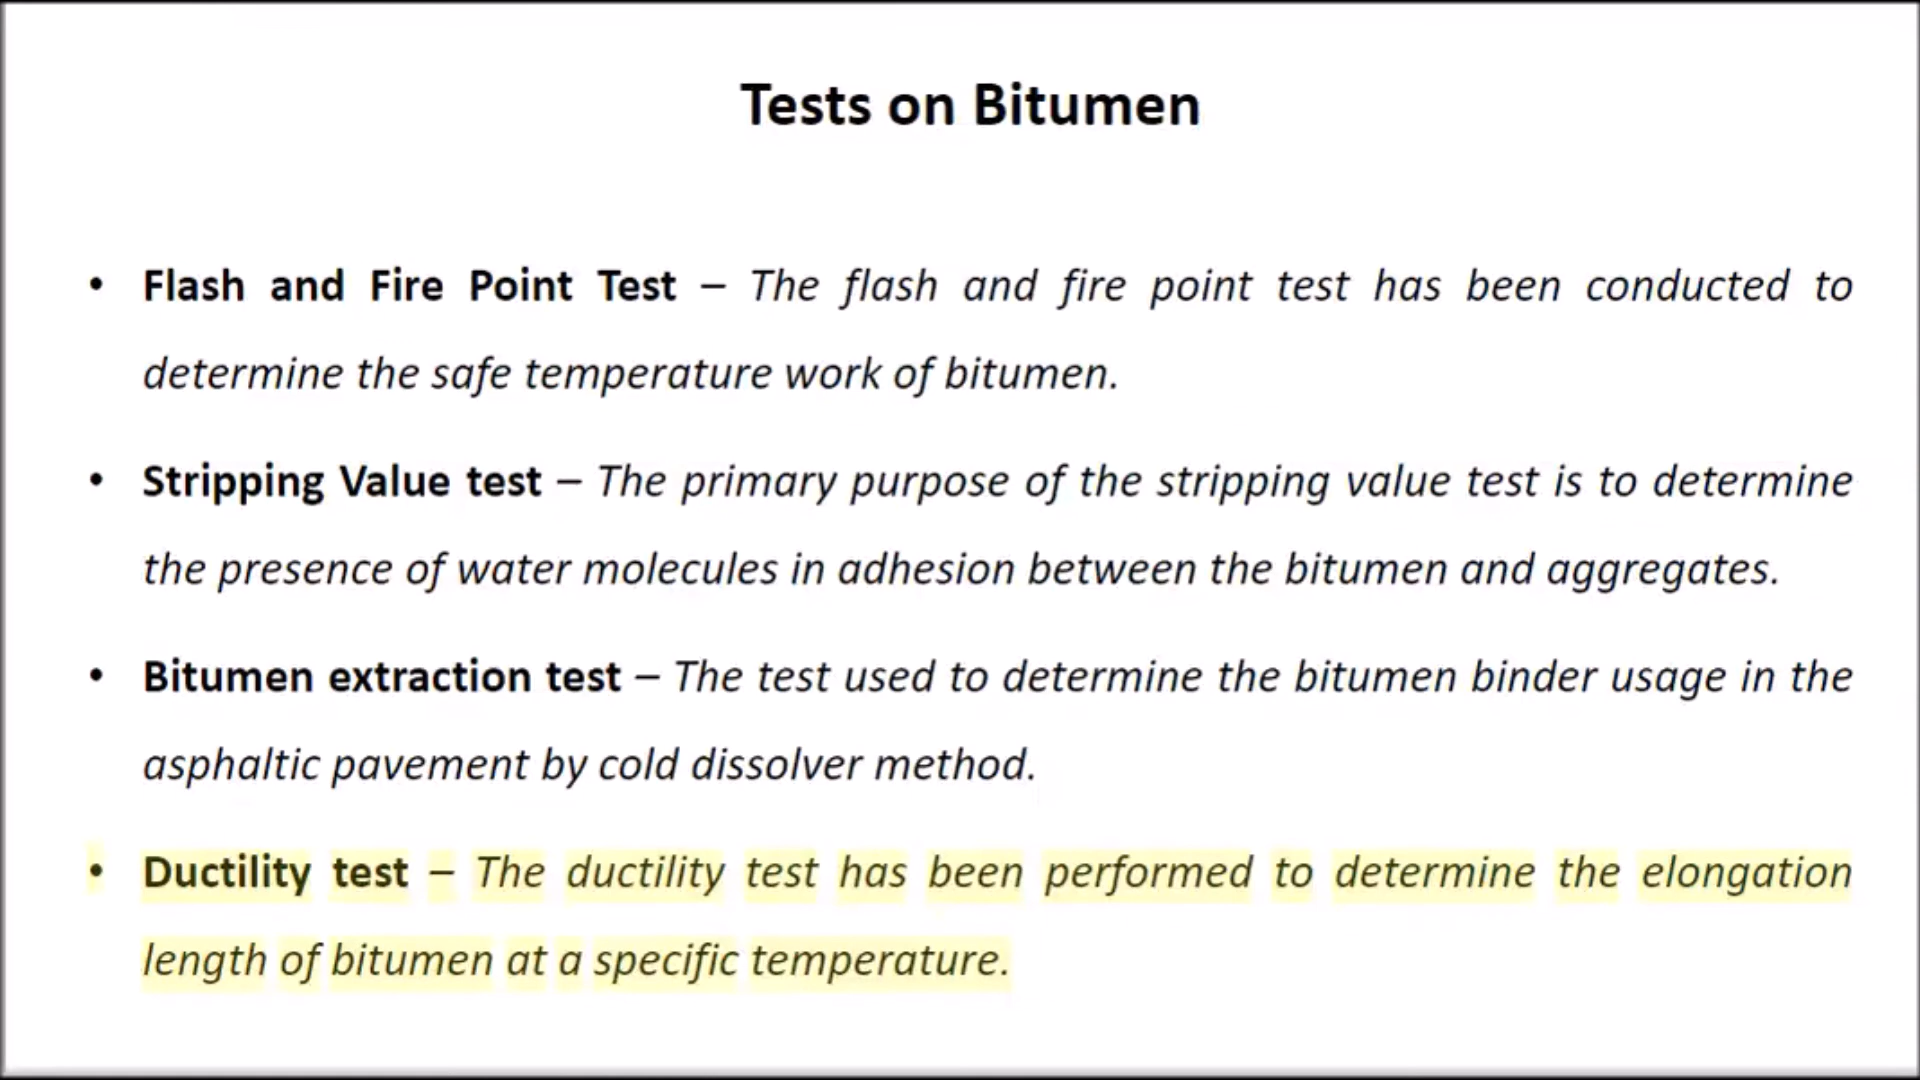 Tests on Bitumen
• Flash and Fire Point Test – The flash and fire point test has been conducted to
determine the safe temperature work of bitumen.
• Stripping Value test – The primary purpose of the stripping value test is to determine
the presence of water molecules in adhesion between the bitumen and aggregates.
• Bitumen extraction test – The test used to determine the bitumen binder usage in the
asphaltic pavement by cold dissolver method.
• Ductility test – The ductility test has been performed to determine the elongation
length of bitumen at a specific temperature.